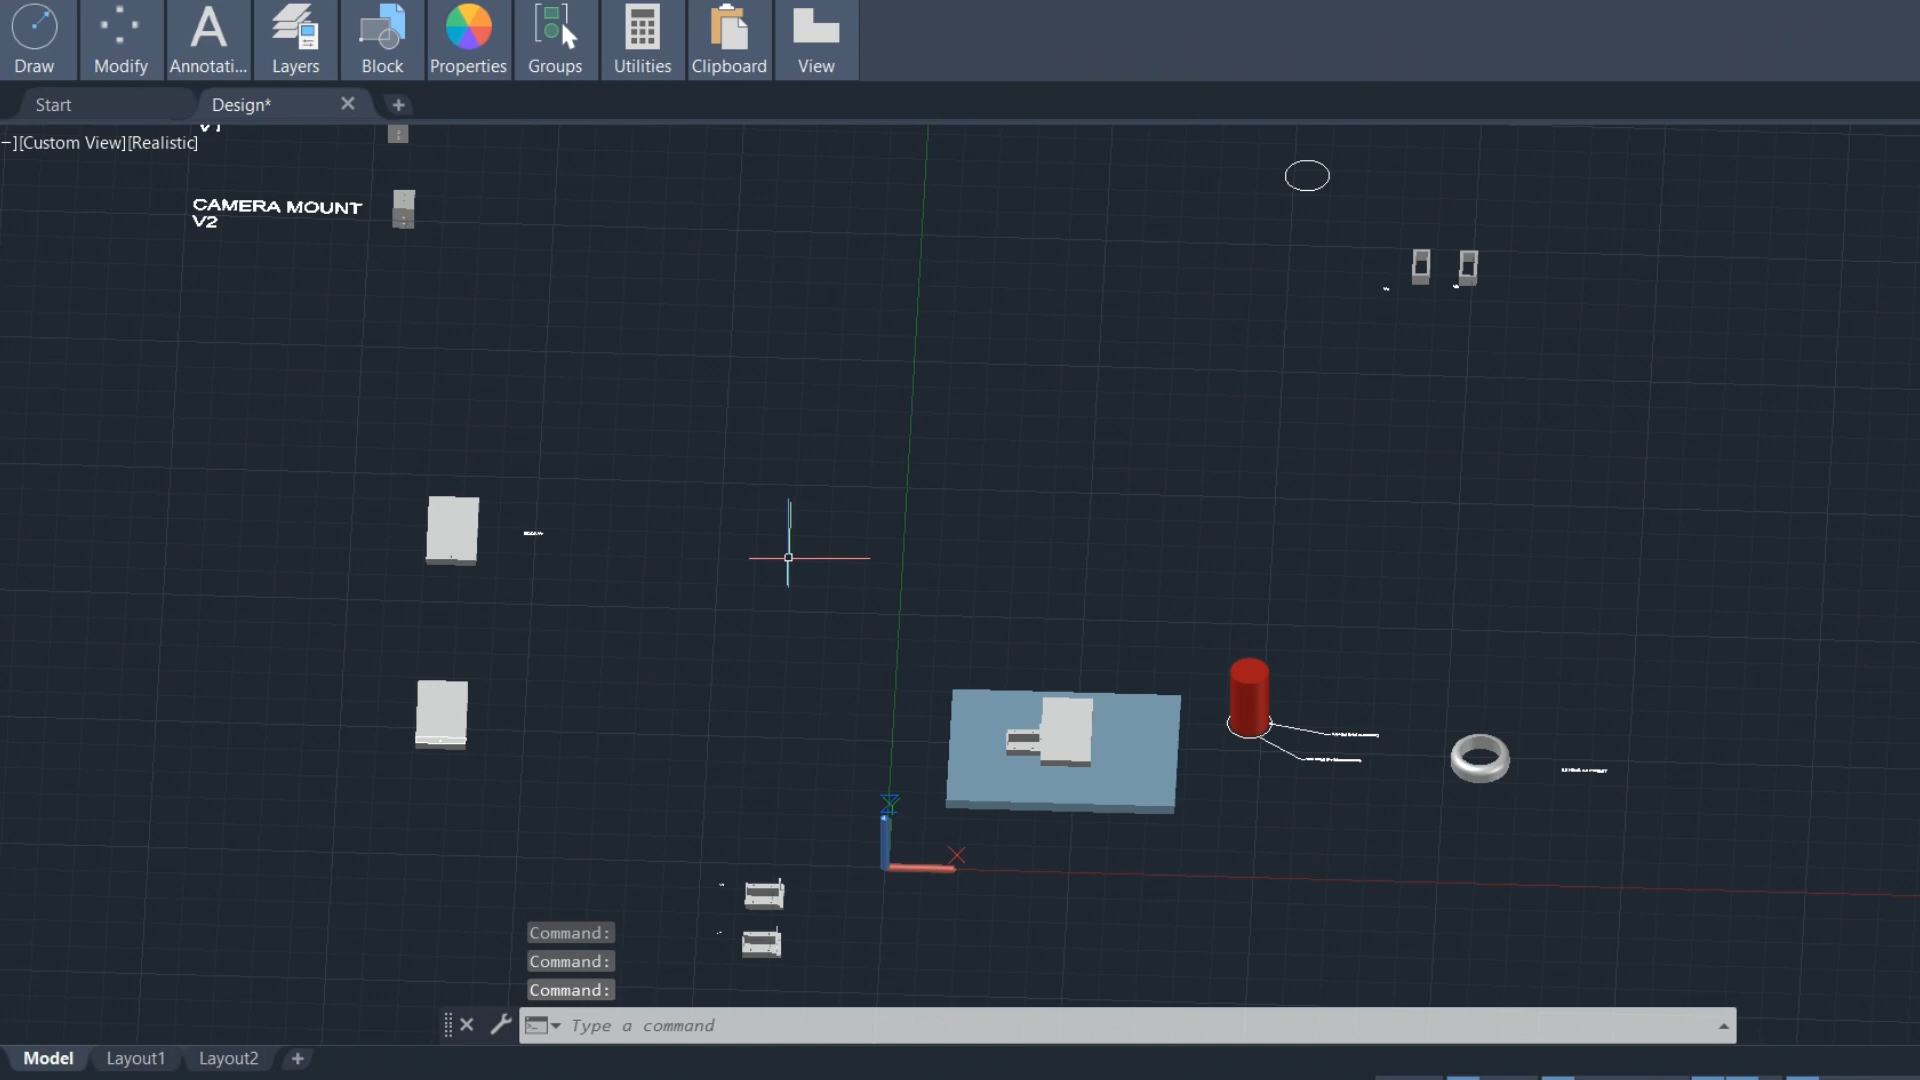 Draw Modify Annotati... Layers Block Properties Groups Utilities Clipboard View
Start Design*
V1
−][Custom View][Realistic]
CAMERA MOUNT
V2
Command:
Command:
Command:
Type a command
Model Layout1 Layout2